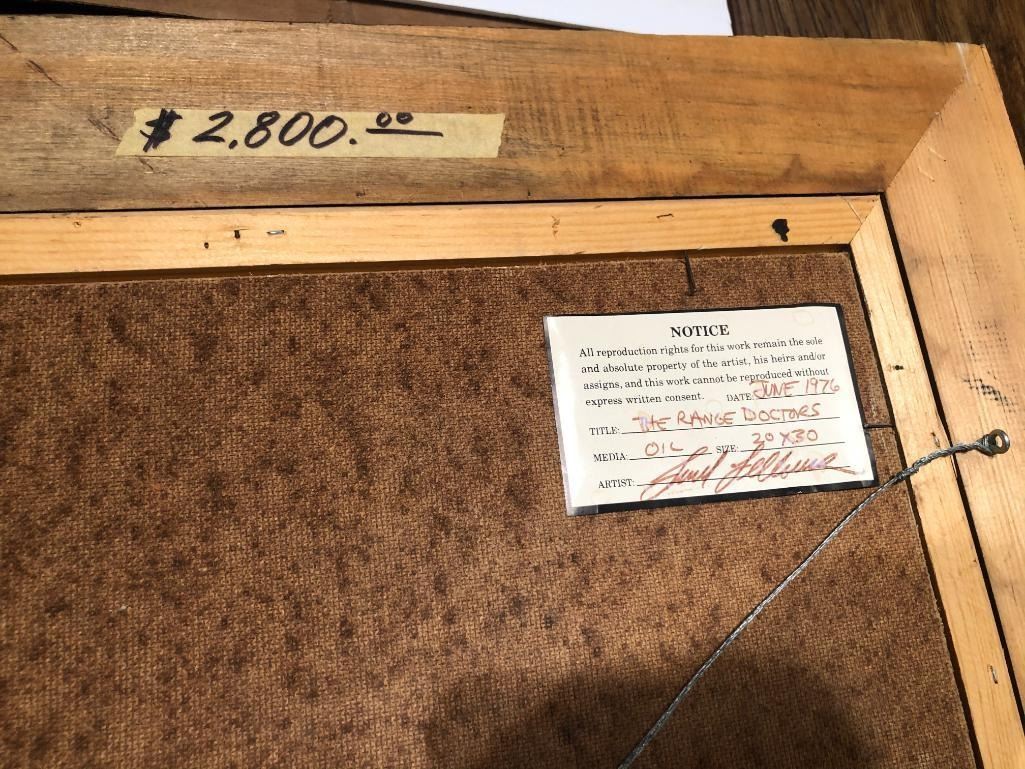 $ 2,800.00
NOTICE
All reproduction rights for this work remain the sole
and absolute property of the artist, his heirs and/or
assigns, and this work cannot be reproduced without
express written consent. DATE: JUNE 1976
TITLE: THE RANGE DOCTORS
MEDIA: OIL SIZE: 20 X 30
ARTIST: